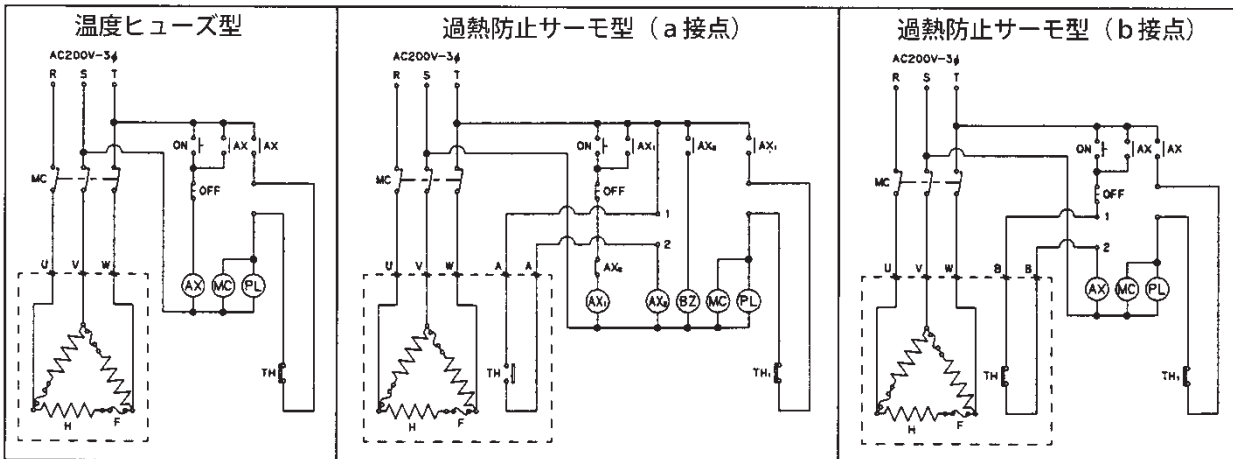 温度ヒューズ型
AC200V-3φ
R S T
ON AX AX
MC OFF
U V W
AX MC PL
TH
H F
過熱防止サーモ型（a接点）
AC200V-3φ
R S T
ON AX₁ AX₂ AX₁
MC OFF
1
2
U V W A A AX₂
AX₁ AX₂ BZ MC PL
TH TH₁
H F
過熱防止サーモ型（b接点）
AC200V-3φ
R S T
ON AX AX
MC OFF
1
2
U V W B B
AX MC PL
TH TH₁
H F